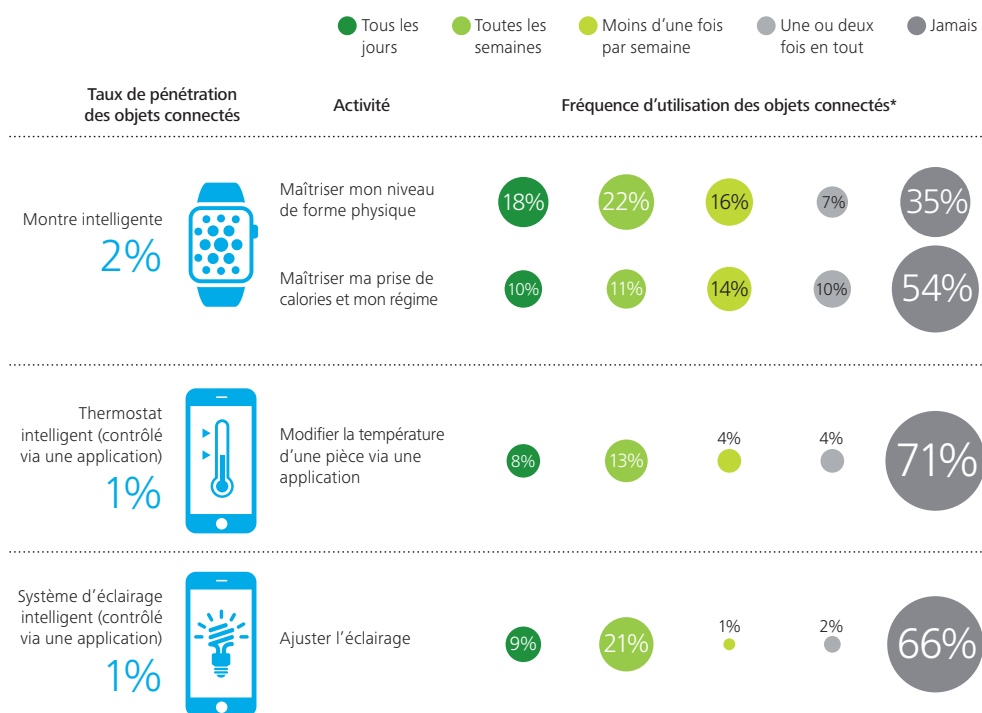 Tous les
jours
Toutes les
semaines
Moins d'une fois
par semaine
Une ou deux
fois en tout
Jamais
Taux de pénétration
des objets connectés
Activité
Fréquence d'utilisation des objets connectés*
Montre intelligente
2%
Maîtriser mon niveau
de forme physique
18%
22%
16%
7%
35%
Maîtriser ma prise de
calories et mon régime
10%
11%
14%
10%
54%
Thermostat
intelligent (contrôlé
via une application)
1%
Modifier la température
d'une pièce via une
application
8%
13%
4%
4%
71%
Système d'éclairage
intelligent (contrôlé
via une application)
1%
Ajuster l'éclairage
9%
21%
1%
2%
66%